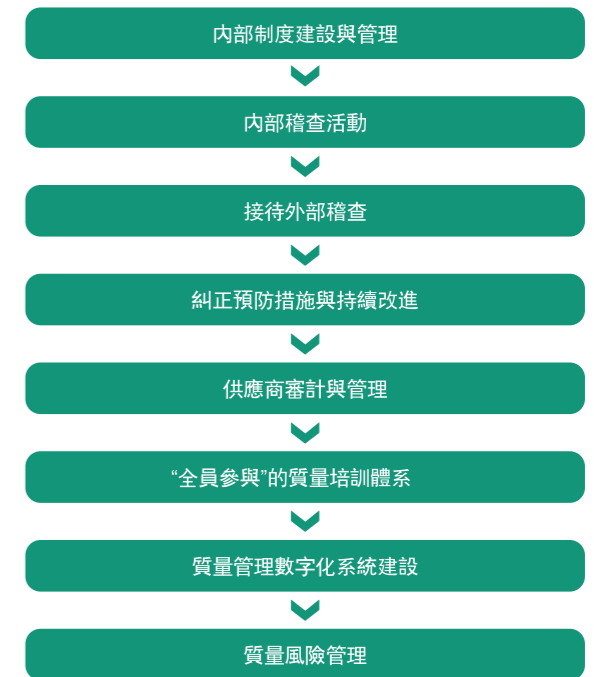 内部制度建設與管理
内部稽查活動
接待外部稽查
糾正預防措施與持續改進
供應商審計與管理
“全員參與”的質量培訓體系
質量管理數字化系統建設
質量風險管理